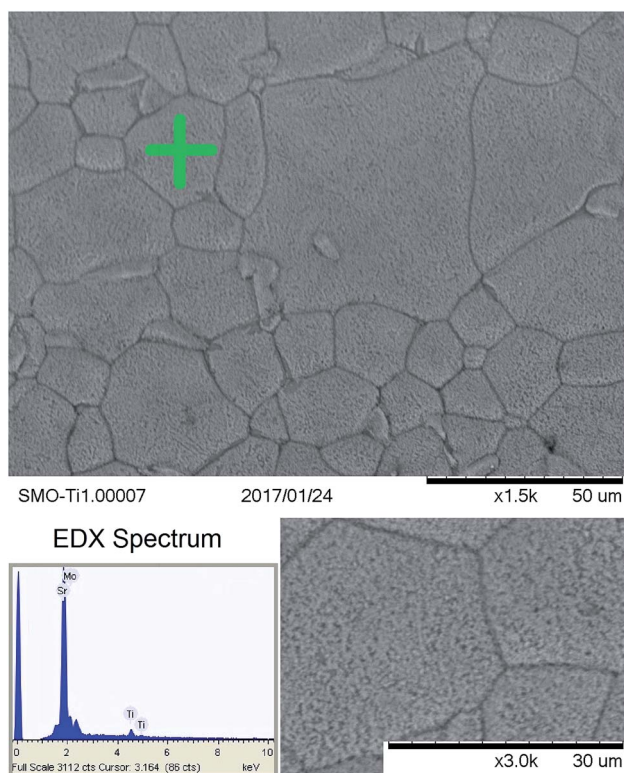 SMO-Ti1.00007 2017/01/24 x1.5k 50 um
EDX Spectrum
Mo
Sr
Ti
Ti
0 2 4 6 8 10
Full Scale 3112 cts Cursor: 3.164 (86 cts) keV
x3.0k 30 um